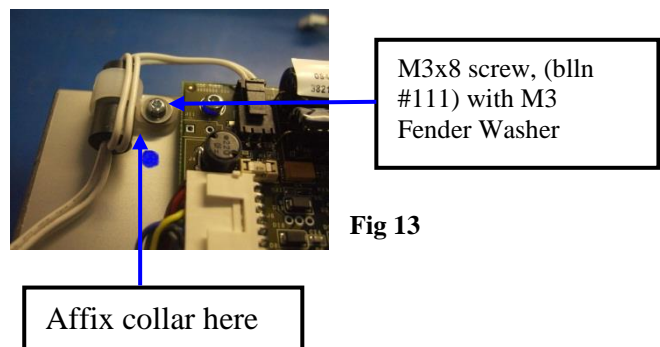 M3x8 screw, (blln
#111) with M3
Fender Washer
Fig 13
Affix collar here